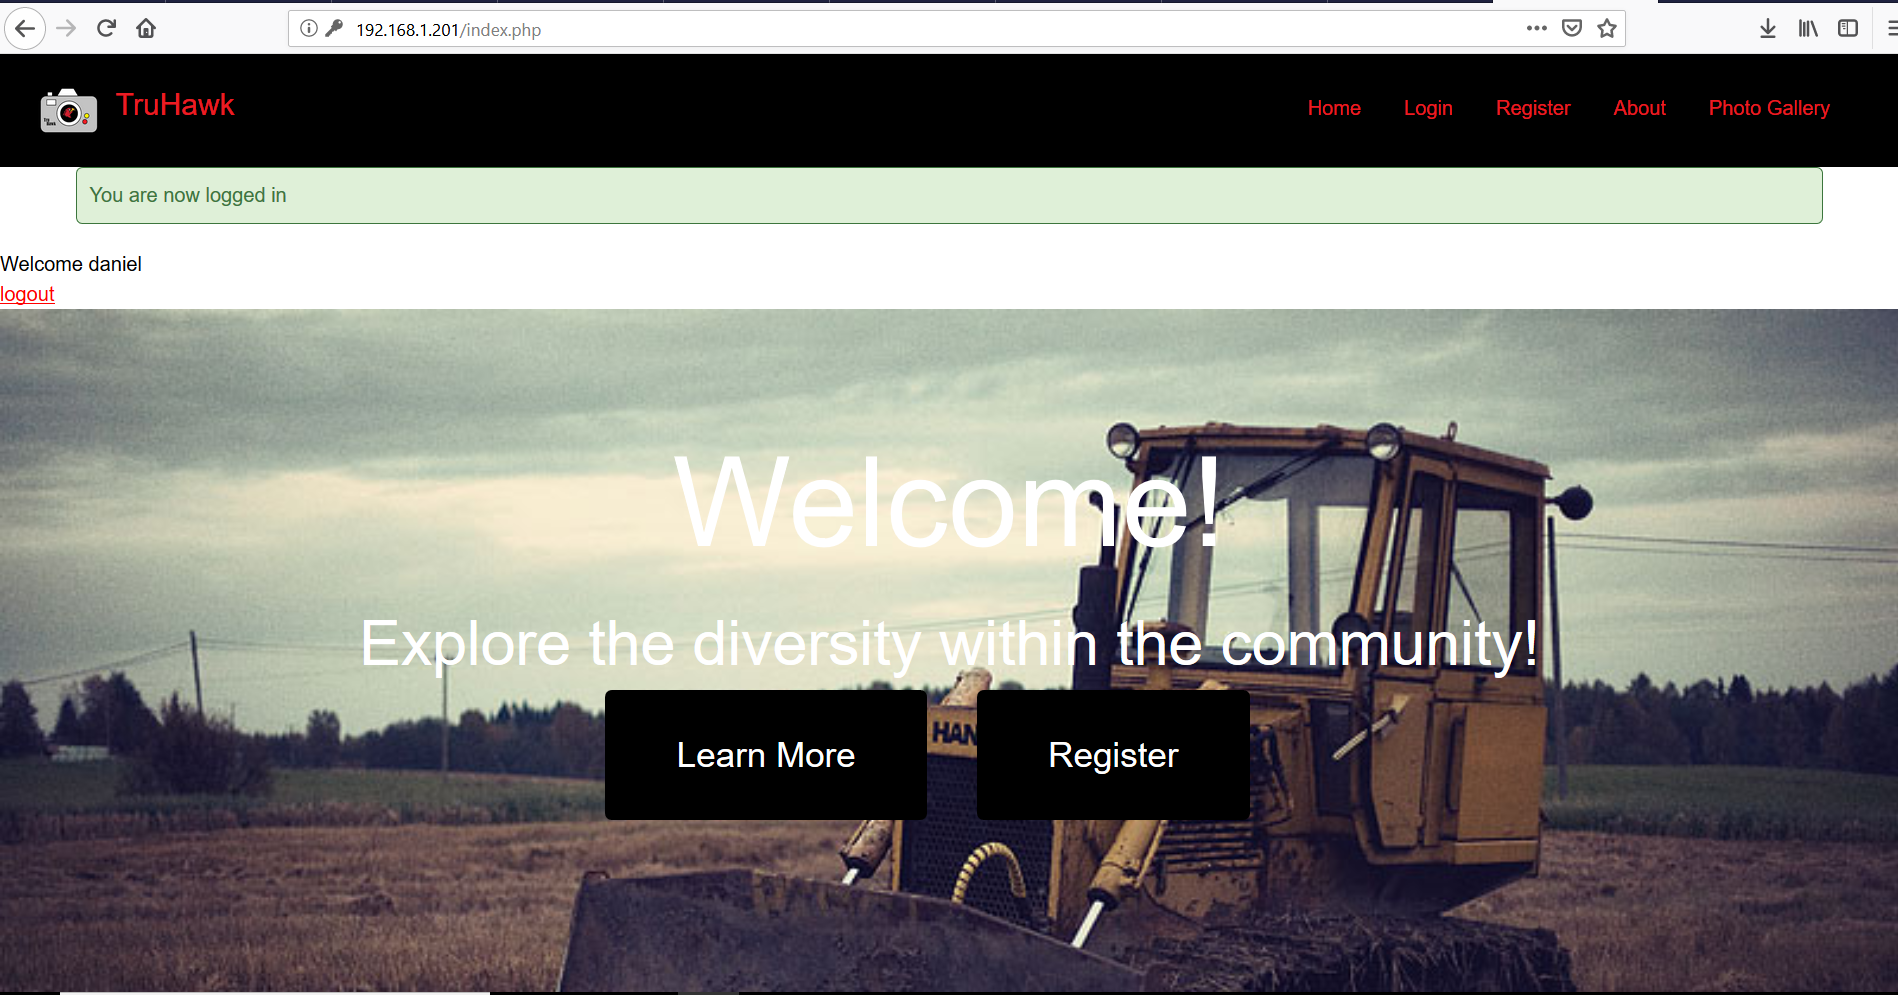 192.168.1.201/index.php
TruHawk
Home Login Register About Photo Gallery
You are now logged in
Welcome daniel
logout
Welcome!
Explore the diversity within the community!
HAN
Learn More Register